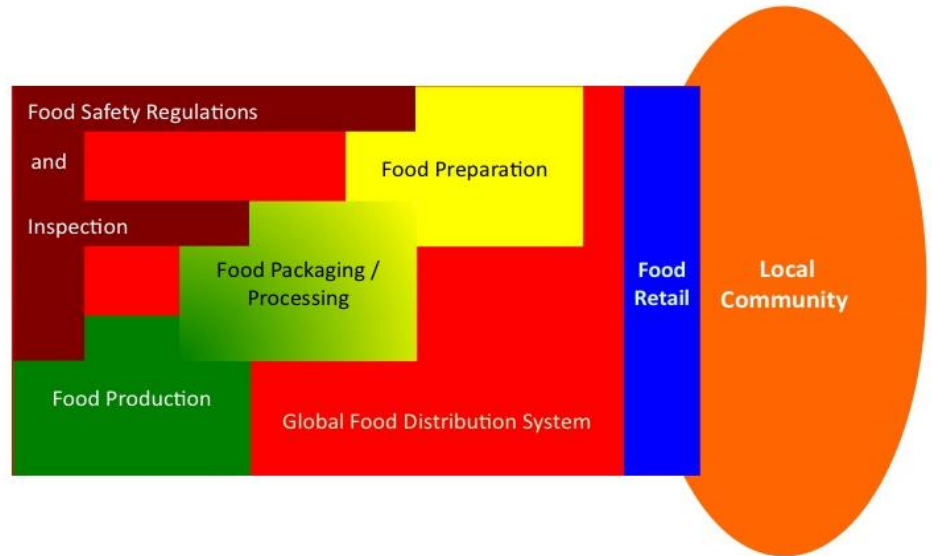 Food Safety Regulations
and
Inspection
Food Preparation
Food Packaging /
Processing
Food Production
Global Food Distribution System
Food
Retail
Local
Community